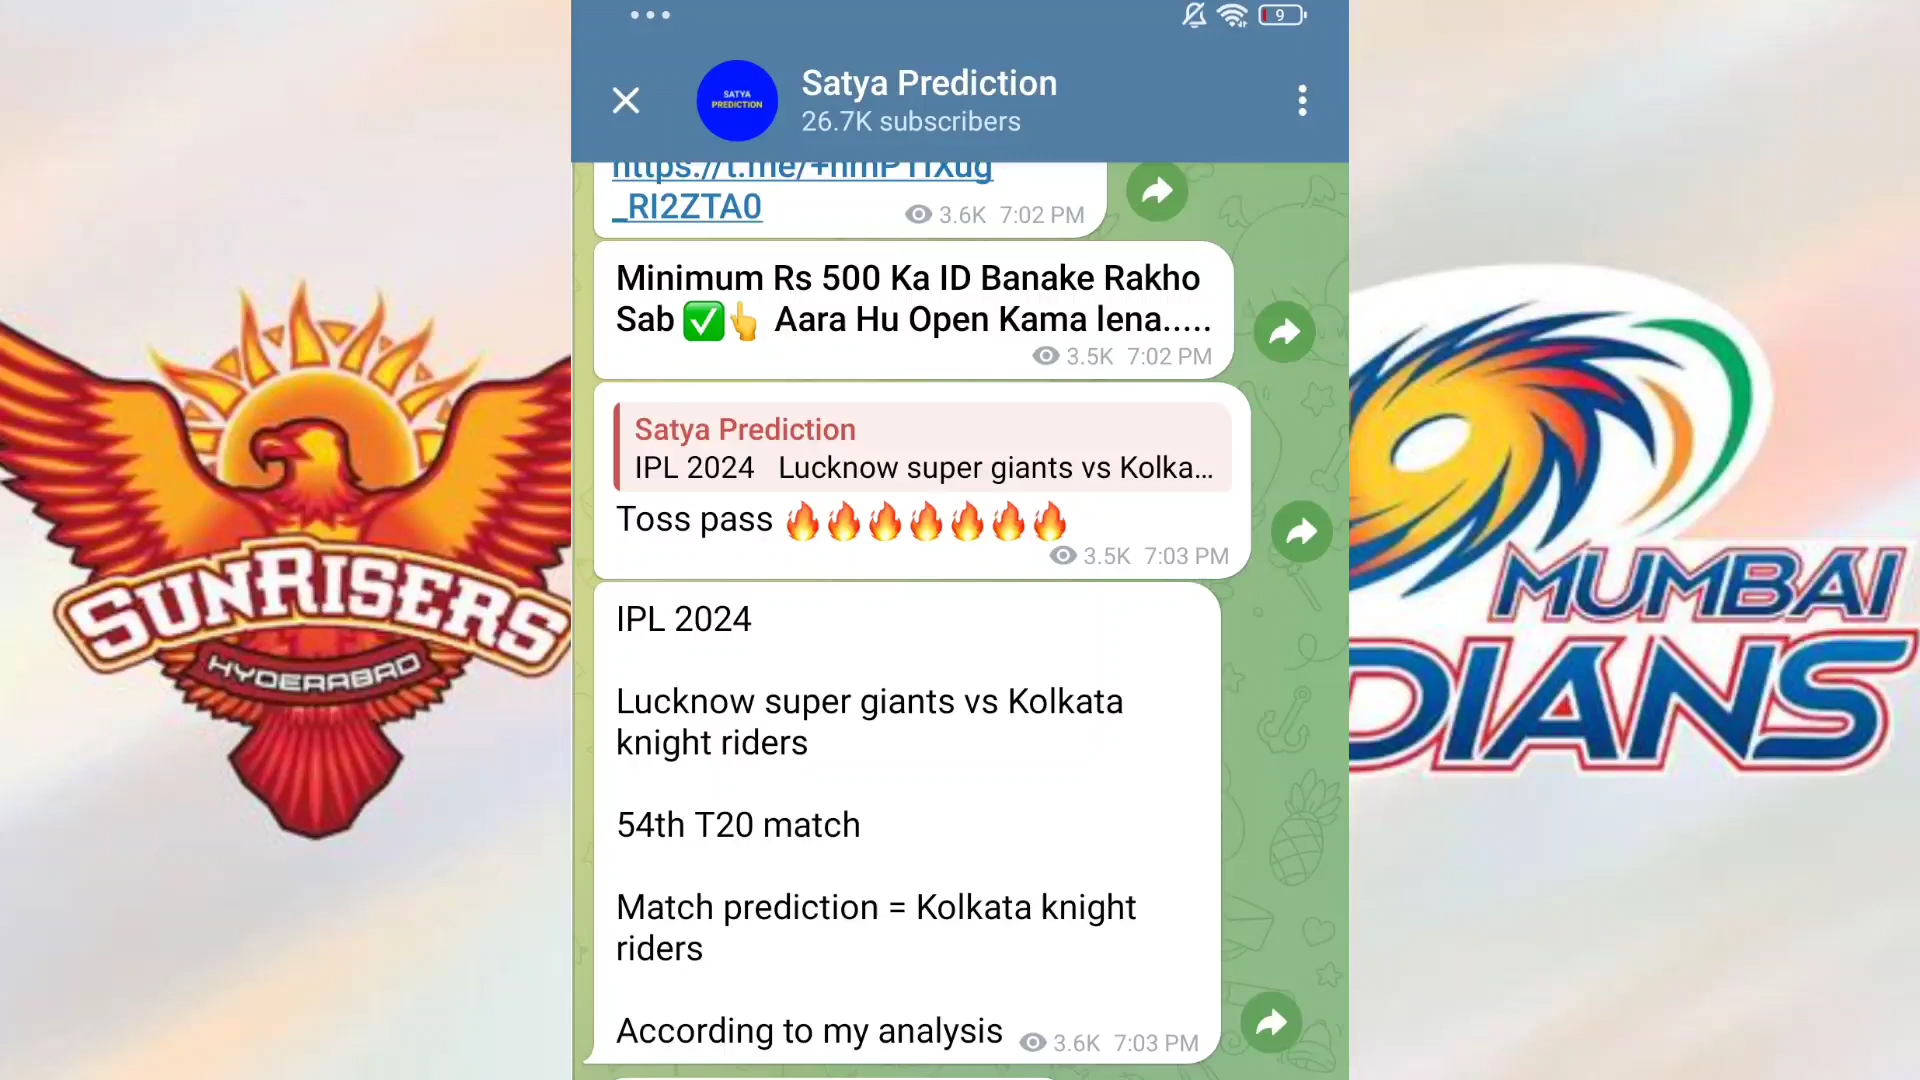 9
Satya Prediction
SATYA
PREDICTION
26.7K subscribers
_RI2ZTA0
3.6K 7:02 PM
Minimum Rs 500 Ka ID Banake Rakho
Sab ✅👆 Aara Hu Open Kama lena.....
3.5K 7:02 PM
Satya Prediction
IPL 2024 Lucknow super giants vs Kolka...
Toss pass 🔥🔥🔥🔥🔥🔥🔥
3.5K 7:03 PM
IPL 2024
Lucknow super giants vs Kolkata
knight riders
54th T20 match
Match prediction = Kolkata knight
riders
According to my analysis
3.6K 7:03 PM
SUNRISERS
HYDERABAD
MUMBAI
DIANS